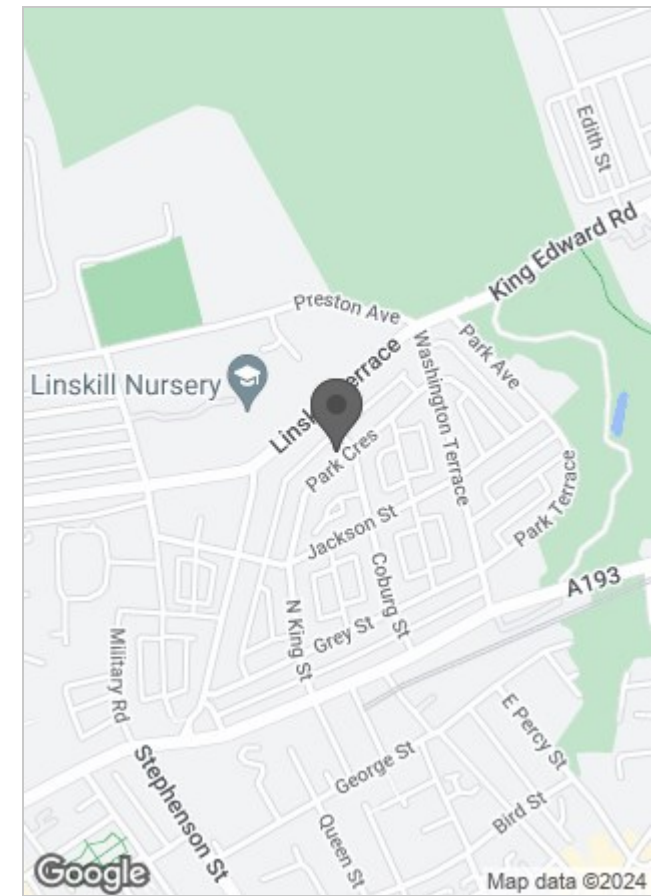 Edith St
King Edward Rd
Preston Ave
Linskill Terrace
Washington Terrace
Park Ave
Linskill Nursery
Park Cres
Park Terrace
Jackson St
Coburg St
A193
N King St
Grey St
Military Rd
Stephenson St
George St
E Percy St
Bird St
Queen St
Google
Map data ©2024